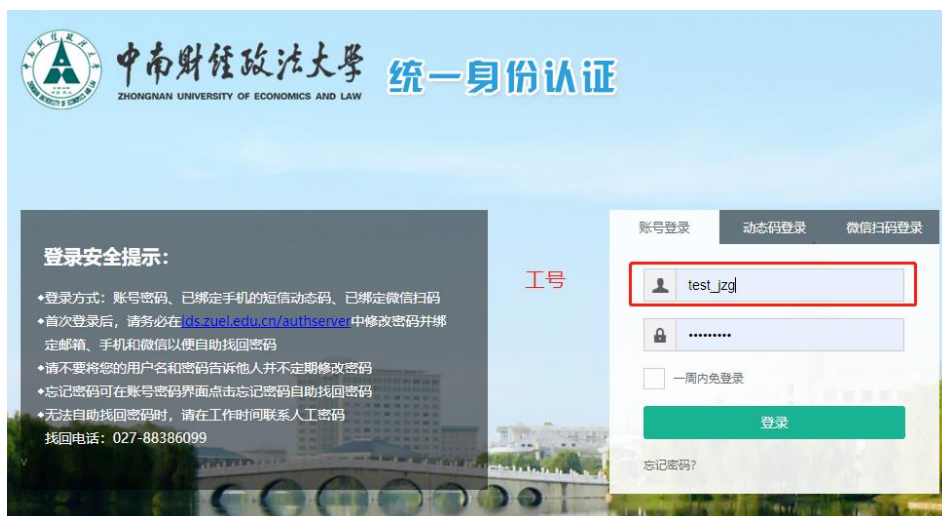 中南财经政法大学
ZHONGNAN UNIVERSITY OF ECONOMICS AND LAW
统一身份认证
登录安全提示：
◆登录方式：账号密码、已绑定手机的短信动态码、已绑定微信扫码
◆首次登录后，请务必在ids.zuel.edu.cn/authserver中修改密码并绑
定邮箱、手机和微信以便自助找回密码
◆请不要将您的用户名和密码告诉他人并不定期修改密码
◆忘记密码可在账号密码界面点击忘记密码自助找回密码
◆无法自助找回密码时，请在工作时间联系人工密码
找回电话：027-88386099
v
工号
账号登录 动态码登录 微信扫码登录
test_jzg
•••••••••
一周内免登录
登录
忘记密码?